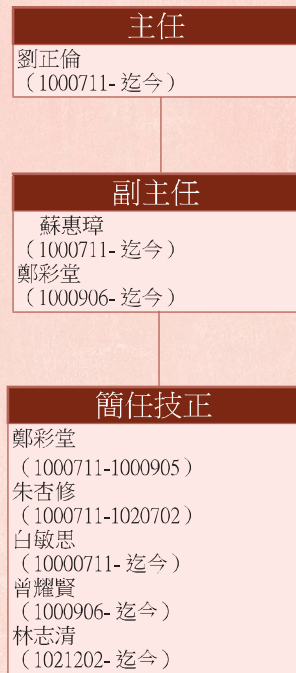 主任
劉正倫
（1000711- 迄今）
副主任
蘇惠璋
（1000711- 迄今）
鄭彩堂
（1000906- 迄今）
簡任技正
鄭彩堂
（1000711-1000905）
朱杏修
（1000711-1020702）
白敏思
（10000711- 迄今）
曾耀賢
（1000906- 迄今）
林志清
（1021202- 迄今）